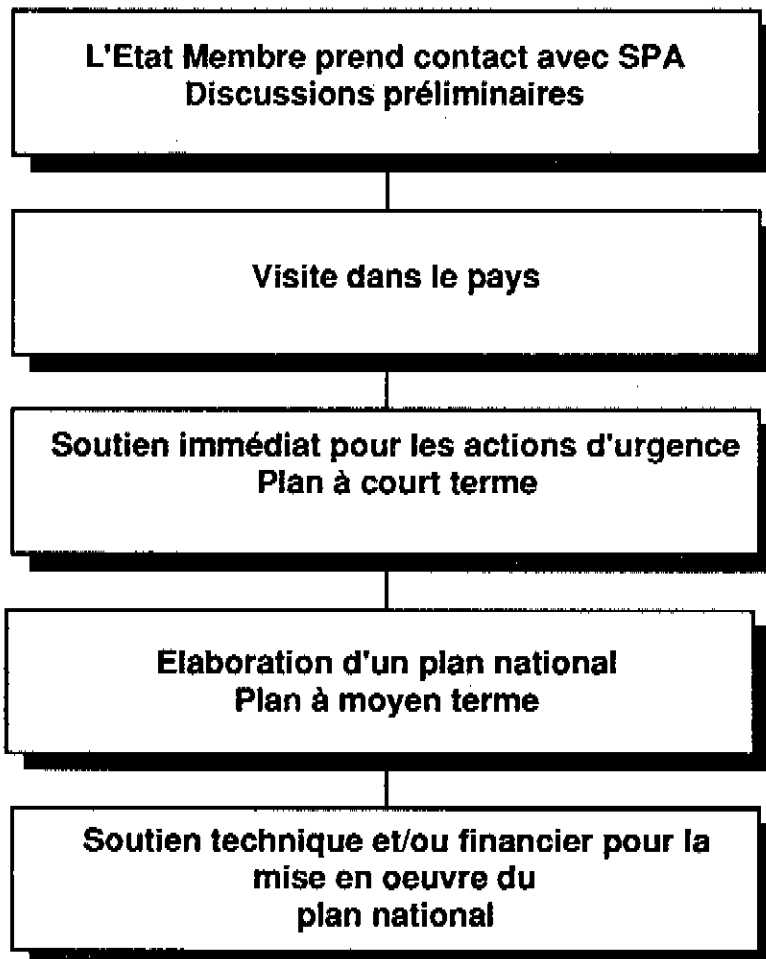 L'Etat Membre prend contact avec SPA
Discussions préliminaires
Visite dans le pays
Soutien immédiat pour les actions d'urgence
Plan à court terme
Elaboration d'un plan national
Plan à moyen terme
Soutien technique et/ou financier pour la
mise en oeuvre du
plan national